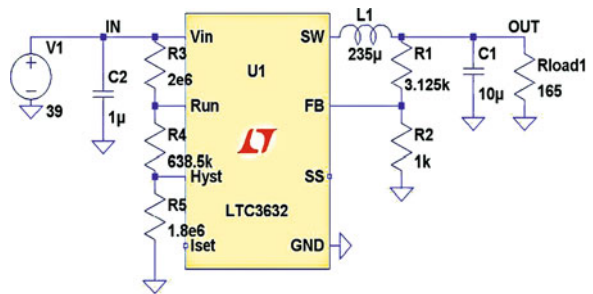 IN
V1
39
C2
1µ
R3
2e6
R4
638.5k
R5
1.8e6
Vin
Run
Hyst
Iset
U1
LTC3632
SW
FB
SS
GND
L1
235µ
R1
3.125k
R2
1k
C1
10µ
OUT
Rload1
165